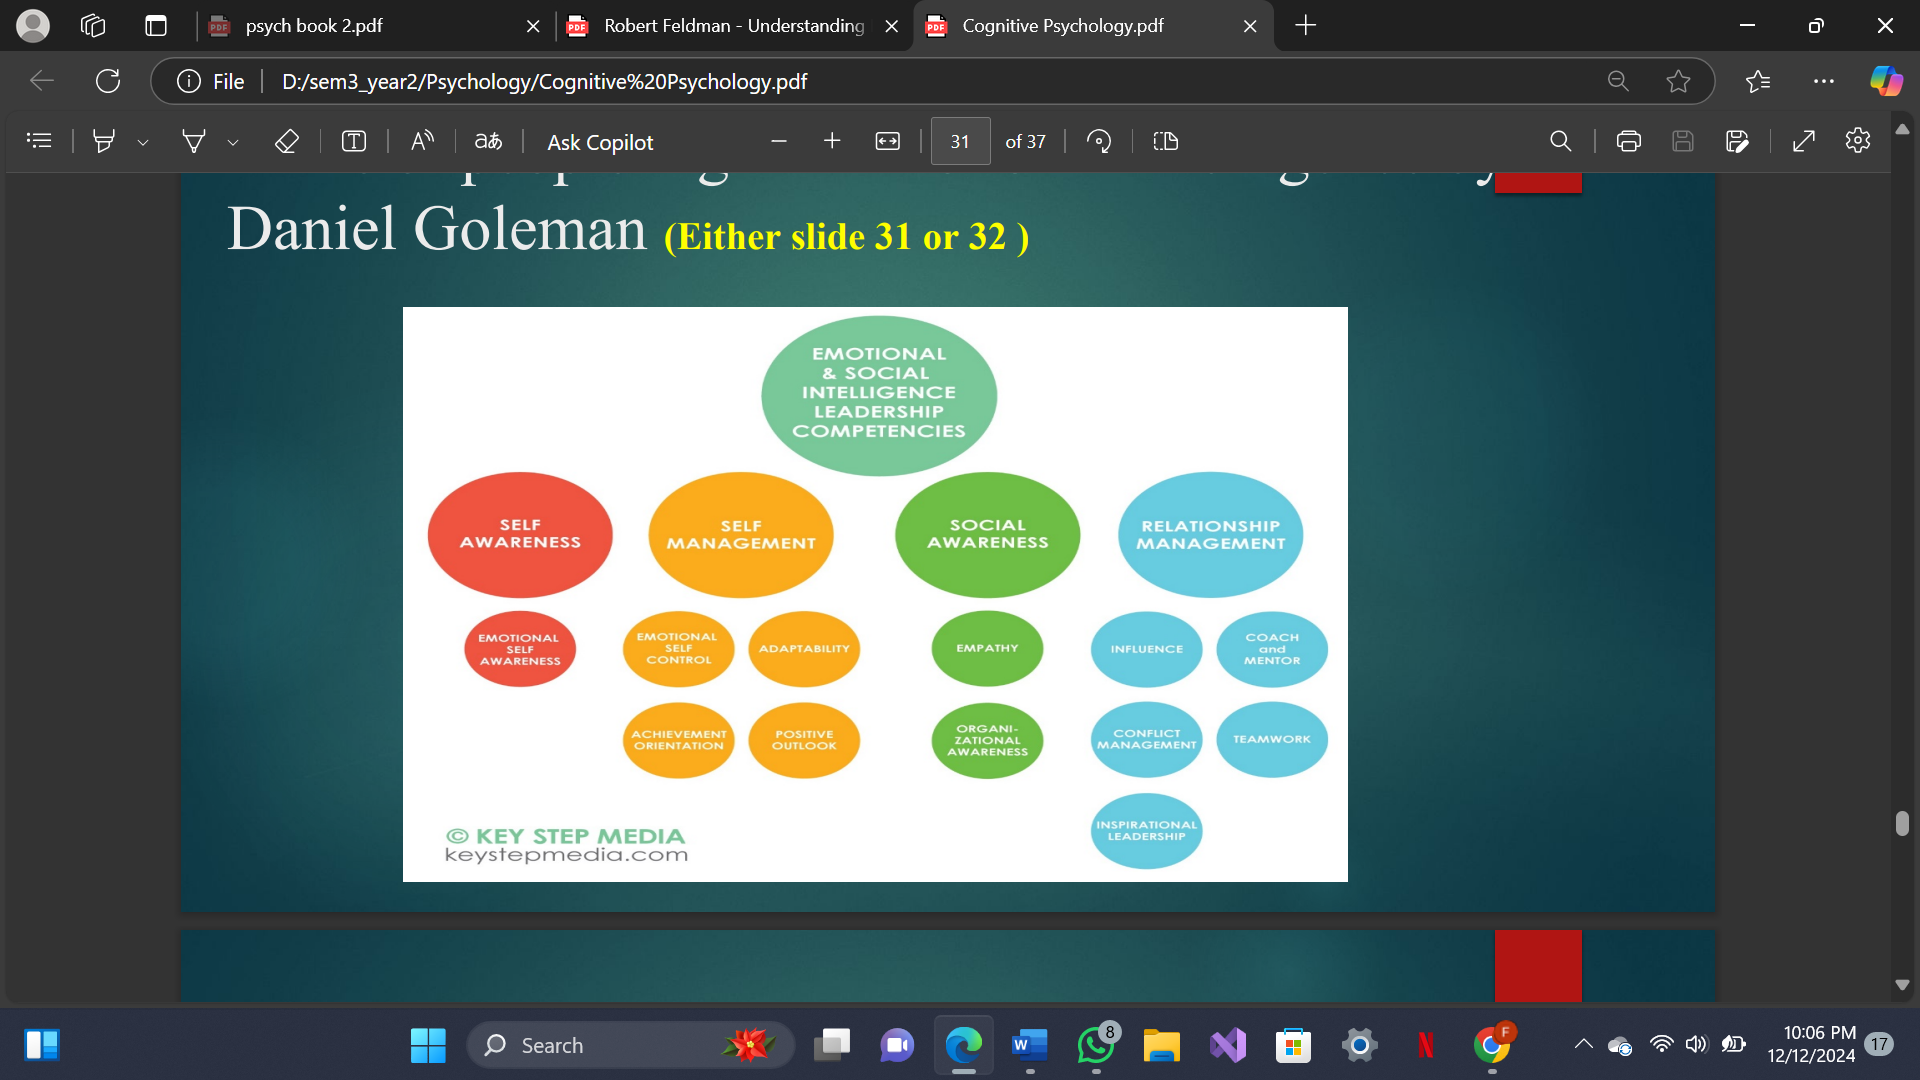 psych book 2.pdf
Robert Feldman - Understanding
Cognitive Psychology.pdf
File
D:/sem3_year2/Psychology/Cognitive%20Psychology.pdf
Ask Copilot
31
of 37
Daniel Goleman (Either slide 31 or 32 )
EMOTIONAL
& SOCIAL
INTELLIGENCE
LEADERSHIP
COMPETENCIES
SELF
AWARENESS
SELF
MANAGEMENT
SOCIAL
AWARENESS
RELATIONSHIP
MANAGEMENT
EMOTIONAL
SELF
AWARENESS
EMOTIONAL
SELF
CONTROL
ADAPTABILITY
EMPATHY
INFLUENCE
COACH
and
MENTOR
ACHIEVEMENT
ORIENTATION
POSITIVE
OUTLOOK
ORGANI-
ZATIONAL
AWARENESS
CONFLICT
MANAGEMENT
TEAMWORK
INSPIRATIONAL
LEADERSHIP
© KEY STEP MEDIA
keystepmedia.com
Search
8
F
10:06 PM
12/12/2024
17